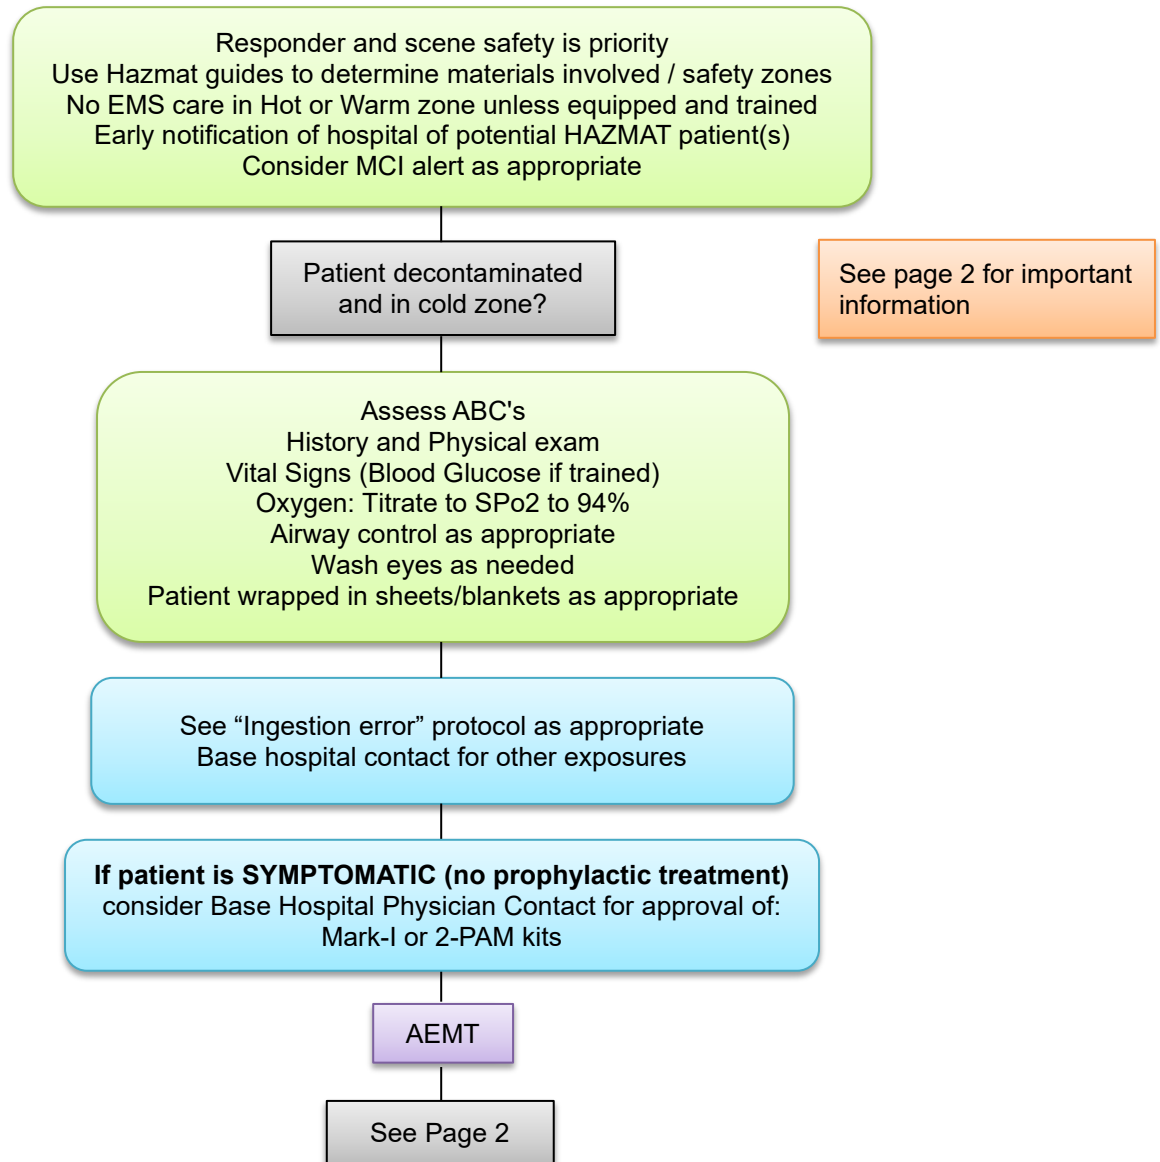 Responder and scene safety is priority
Use Hazmat guides to determine materials involved / safety zones
No EMS care in Hot or Warm zone unless equipped and trained
Early notification of hospital of potential HAZMAT patient(s)
Consider MCI alert as appropriate
Patient decontaminated
and in cold zone?
See page 2 for important
information
Assess ABC's
History and Physical exam
Vital Signs (Blood Glucose if trained)
Oxygen: Titrate to SPo2 to 94%
Airway control as appropriate
Wash eyes as needed
Patient wrapped in sheets/blankets as appropriate
See “Ingestion error” protocol as appropriate
Base hospital contact for other exposures
If patient is SYMPTOMATIC (no prophylactic treatment)
consider Base Hospital Physician Contact for approval of:
Mark-I or 2-PAM kits
AEMT
See Page 2